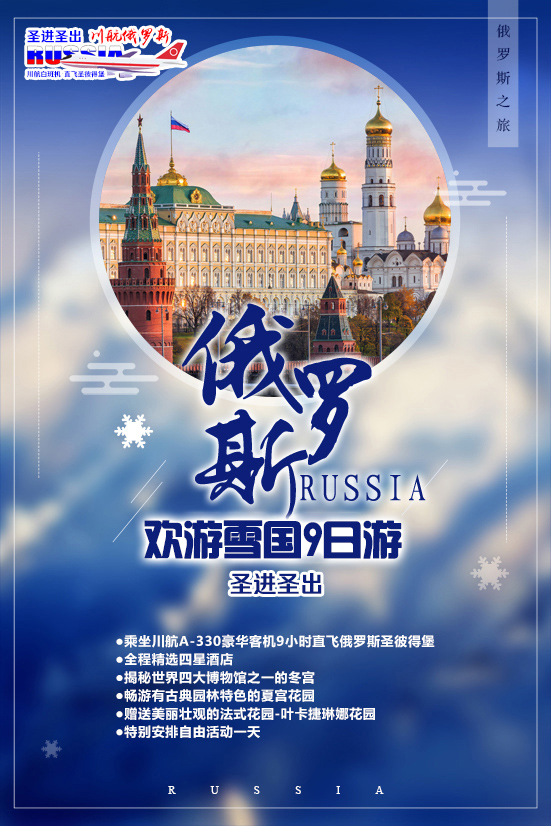 圣进圣出 川航俄罗斯
RUSSIA
川航白班机 直飞圣彼得堡
俄罗斯之旅
俄罗斯
RUSSIA
欢游雪国9日游
圣进圣出
●乘坐川航A-330豪华客机9小时直飞俄罗斯圣彼得堡
●全程精选四星酒店
●揭秘世界四大博物馆之一的冬宫
●畅游有古典园林特色的夏宫花园
●赠送美丽壮观的法式花园-叶卡捷琳娜花园
●特别安排自由活动一天
RUSSIA